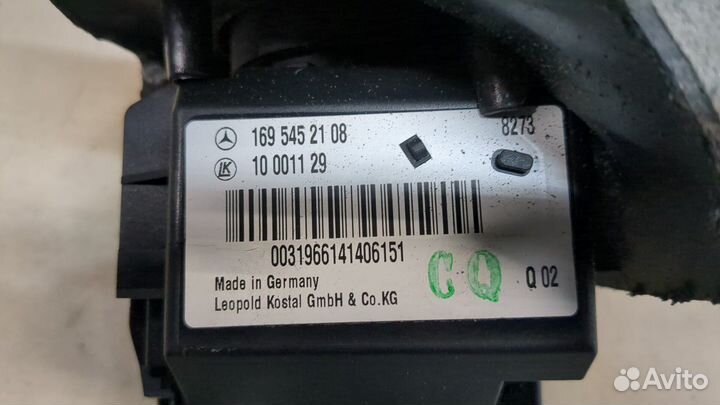 169 545 21 08 8273
LK 10 0011 29
0031966141406151
Made in Germany
Leopold Kostal GmbH & Co.KG
CQ
Q 02
Avito